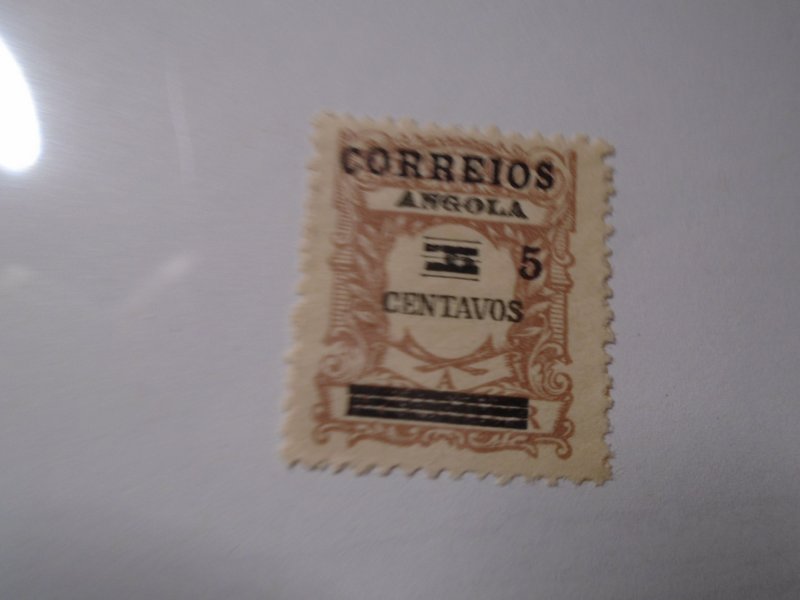 CORREIOS
ANGOLA
5
CENTAVOS
A
R